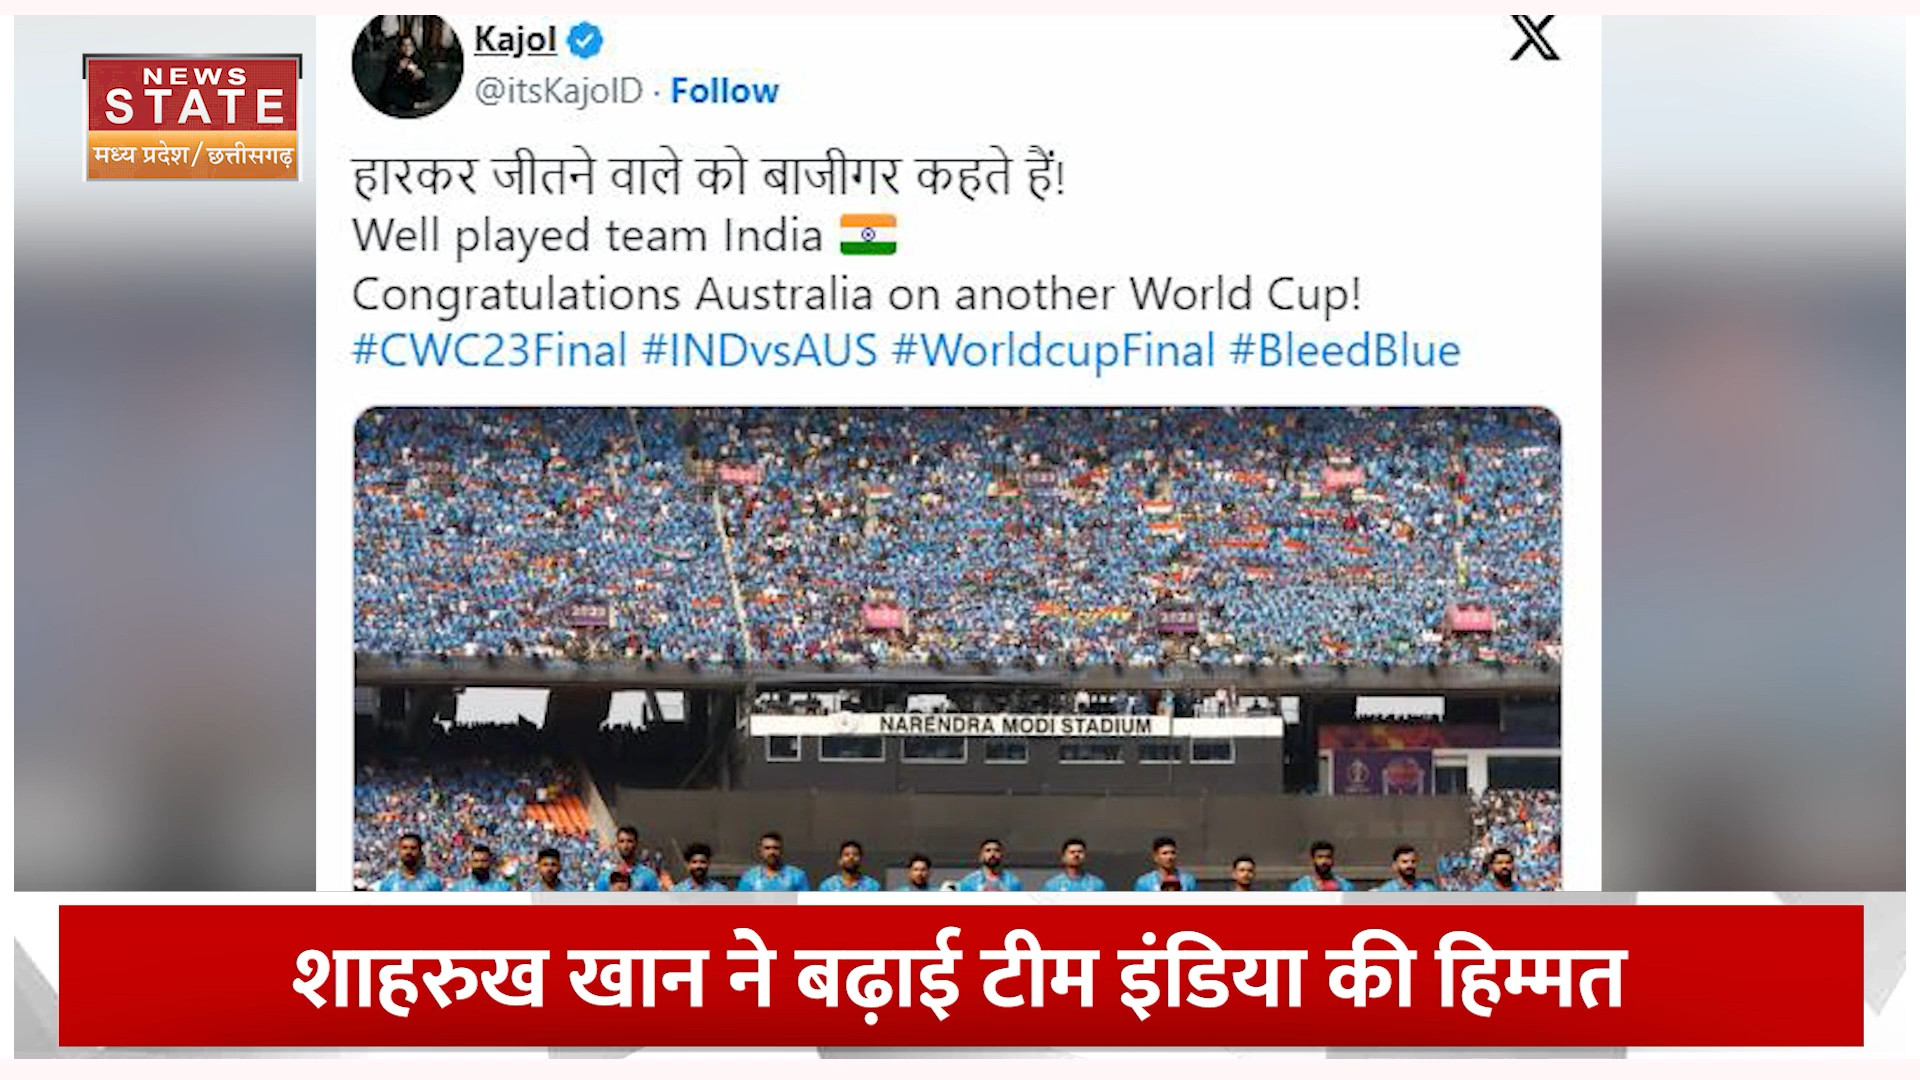 NEWS
STATE
मध्य प्रदेश/छत्तीसगढ़
Kajol
@itsKajolD · Follow
हारकर जीतने वाले को बाजीगर कहते हैं!
Well played team India
Congratulations Australia on another World Cup!
#CWC23Final #INDvsAUS #WorldcupFinal #BleedBlue
NARENDRA MODI STADIUM
शाहरुख खान ने बढ़ाई टीम इंडिया की हिम्मत